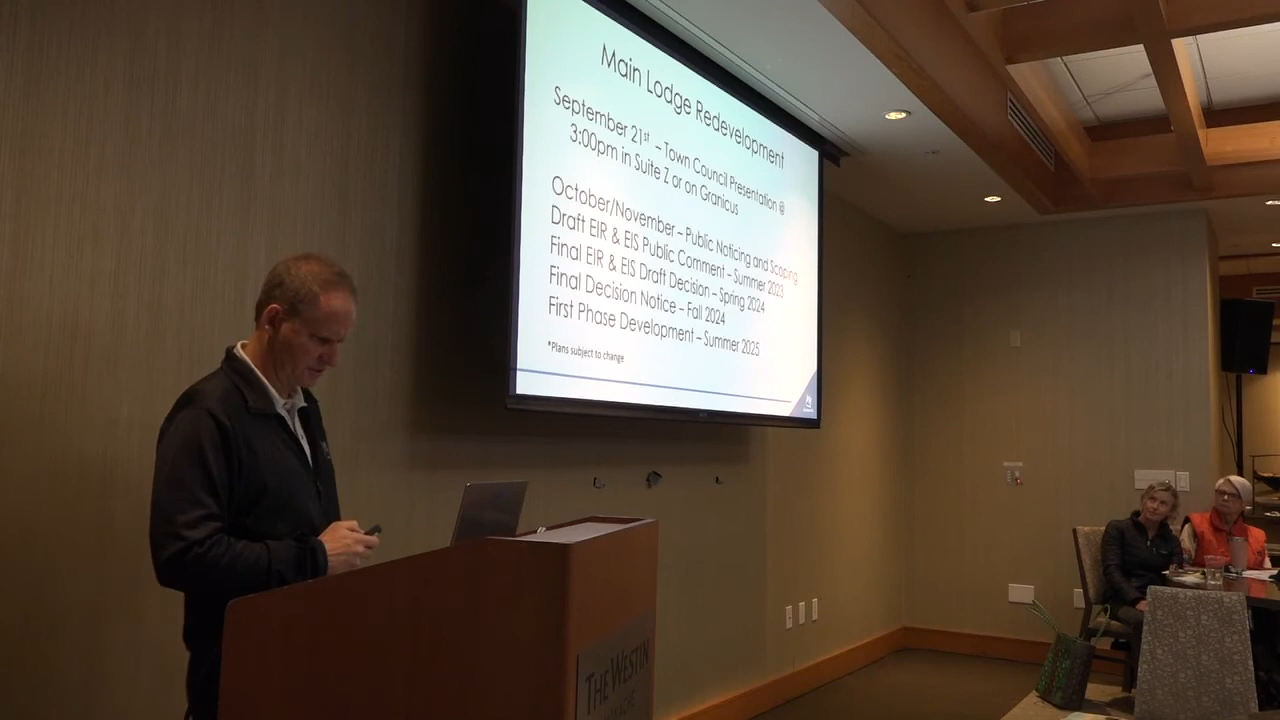 Main Lodge Redevelopment
September 21st – Town Council Presentation @
3:00pm in Suite Z or on Granicus
October/November – Public Noticing and Scoping
Draft EIR & EIS Public Comment – Summer 2023
Final EIR & EIS Draft Decision – Spring 2024
Final Decision Notice – Fall 2024
First Phase Development – Summer 2025
*Plans subject to change
THE WESTIN